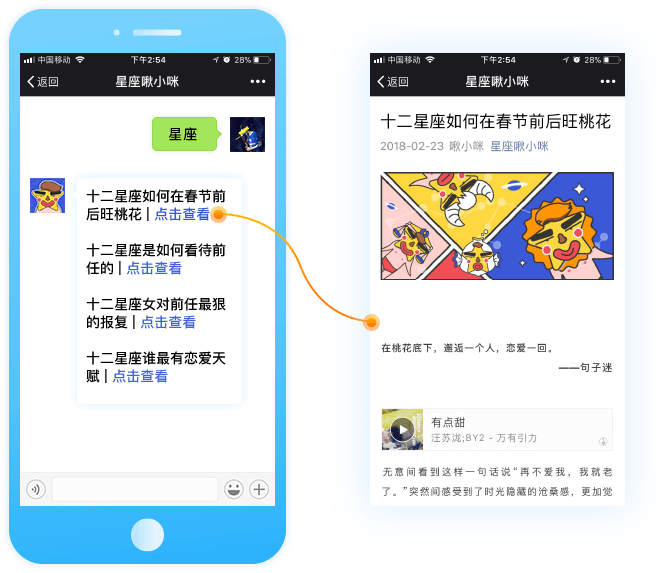 中国移动
下午2:54
28%
返回
星座啾小咪
星座
十二星座如何在春节前
后旺桃花 | 点击查看
十二星座是如何看待前
任的 | 点击查看
十二星座女对前任最狠
的报复 | 点击查看
十二星座谁最有恋爱天
赋 | 点击查看
中国移动
下午2:54
28%
返回
星座啾小咪
十二星座如何在春节前后旺桃花
2018-02-23 啾小咪 星座啾小咪
在桃花底下，邂逅一个人，恋爱一回。
——句子迷
有点甜
汪苏泷;BY2 - 万有引力
无意间看到这样一句话说“再不爱我，我就老
了。”突然间感受到了时光隐藏的沧桑感，更加觉